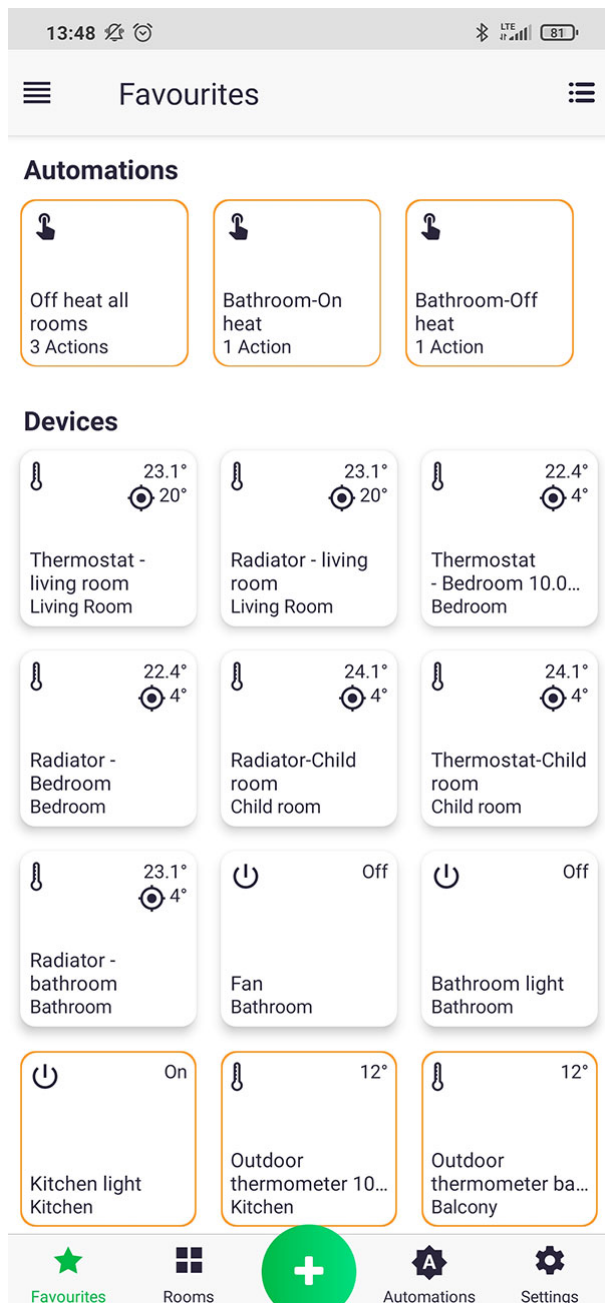 13:48 LTE 81
Favourites
Automations
Off heat all
rooms
3 Actions
Bathroom-On
heat
1 Action
Bathroom-Off
heat
1 Action
Devices
23.1°
20°
Thermostat -
living room
Living Room
23.1°
20°
Radiator - living
room
Living Room
22.4°
4°
Thermostat
- Bedroom 10.0...
Bedroom
22.4°
4°
Radiator -
Bedroom
Bedroom
24.1°
4°
Radiator-Child
room
Child room
24.1°
4°
Thermostat-Child
room
Child room
23.1°
4°
Radiator -
bathroom
Bathroom
Off
Fan
Bathroom
Off
Bathroom light
Bathroom
On
Kitchen light
Kitchen
12°
Outdoor
thermometer 10...
Kitchen
12°
Outdoor
thermometer ba...
Balcony
A
Favourites Rooms Automations Settings